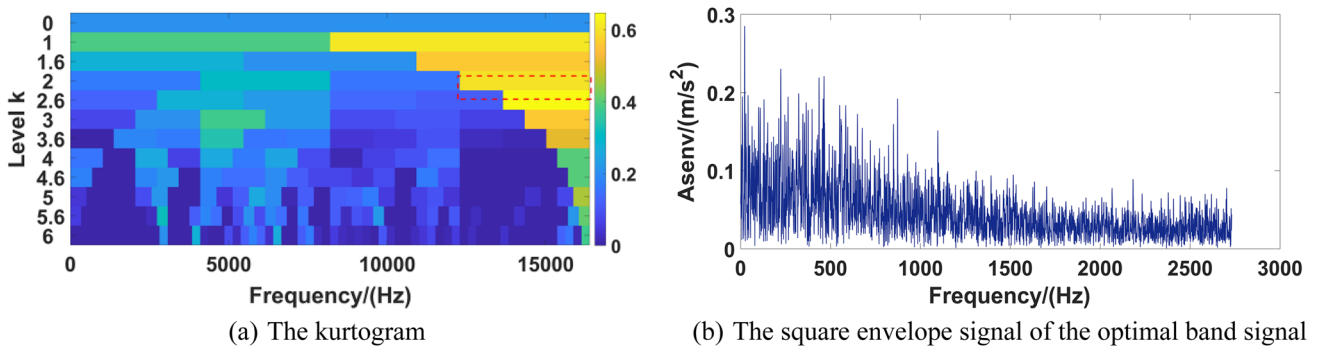 0
1
1.6
2
2.6
3
3.6
4
4.6
5
5.6
6
Level k
0 5000 10000 15000
Frequency/(Hz)
0.6
0.4
0.2
0
(a) The kurtogram
0.3
0.2
0.1
0
Asenv/(m/s²)
0 500 1000 1500 2000 2500 3000
Frequency/(Hz)
(b) The square envelope signal of the optimal band signal